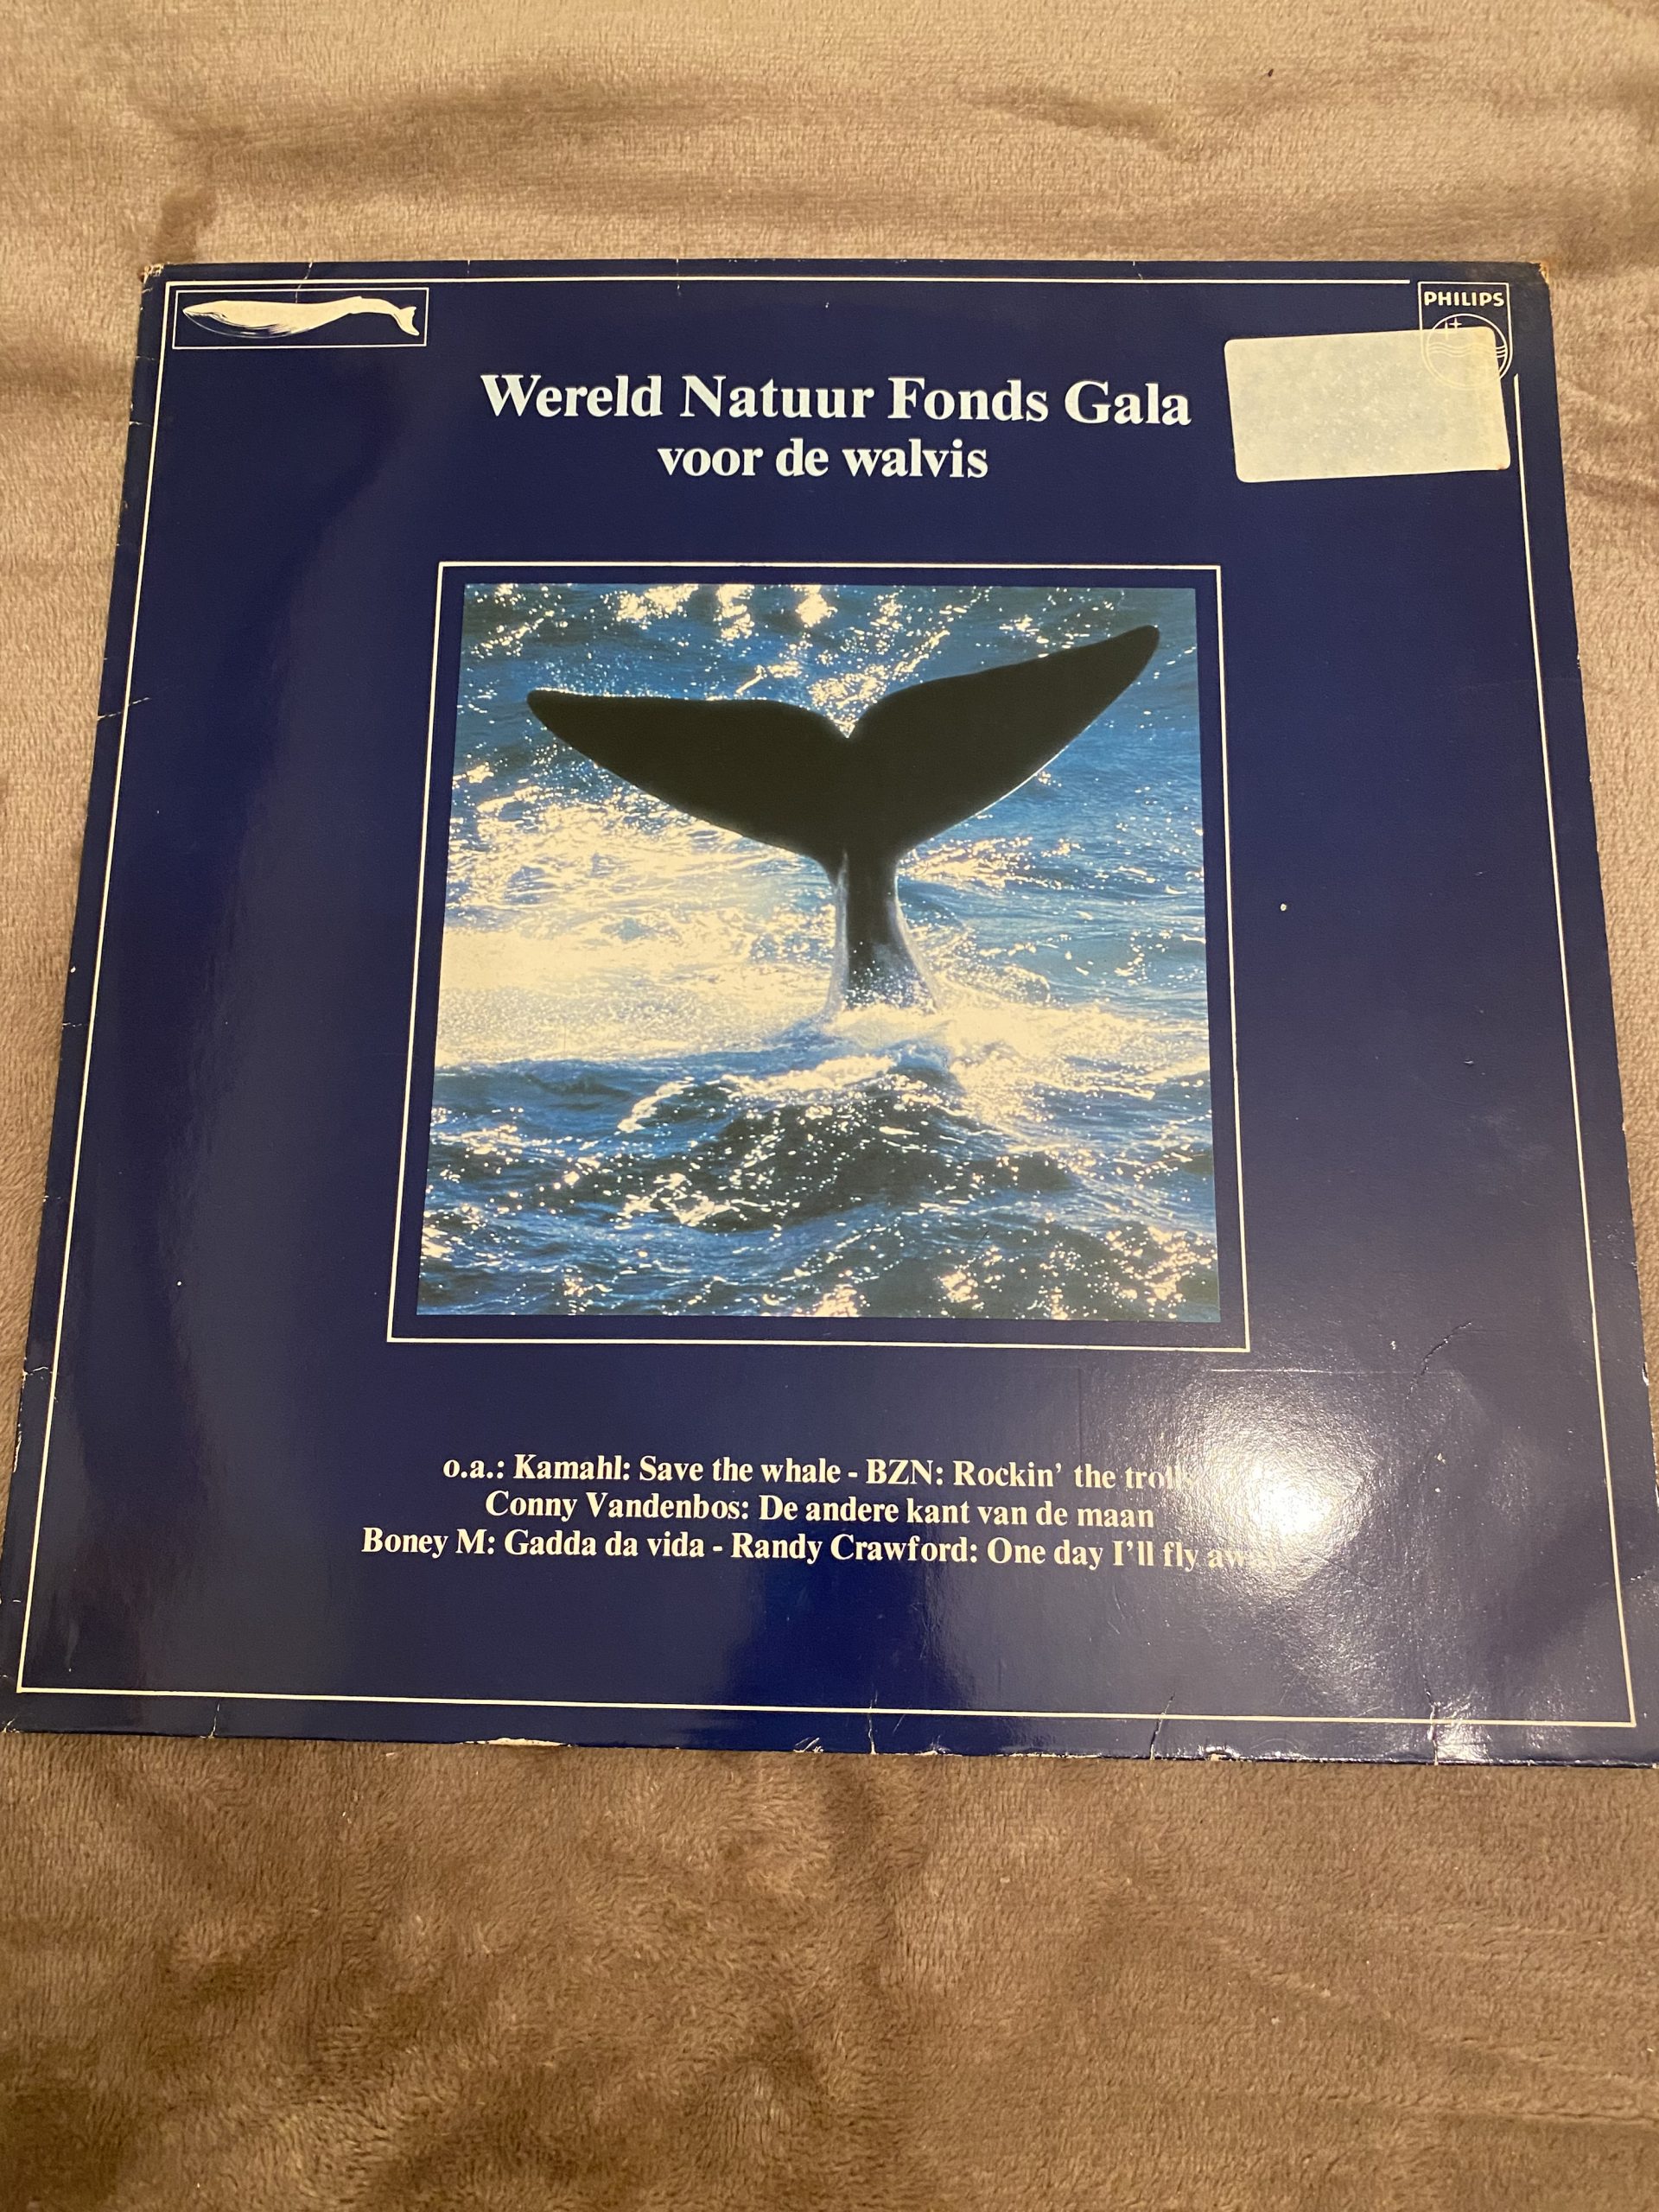 PHILIPS
Wereld Natuur Fonds Gala
voor de walvis
o.a.: Kamahl: Save the whale - BZN: Rockin' the
Conny Vandenbos: De andere kant van de maan
Boney M: Gadda da vida - Randy Crawford: One day I'll fly away